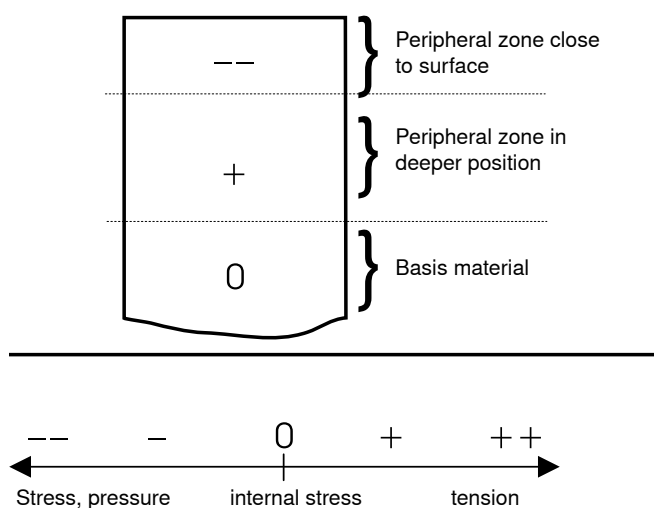 −−
Peripheral zone close
to surface
+
Peripheral zone in
deeper position
0
Basis material
−− − 0 + ++
Stress, pressure internal stress tension